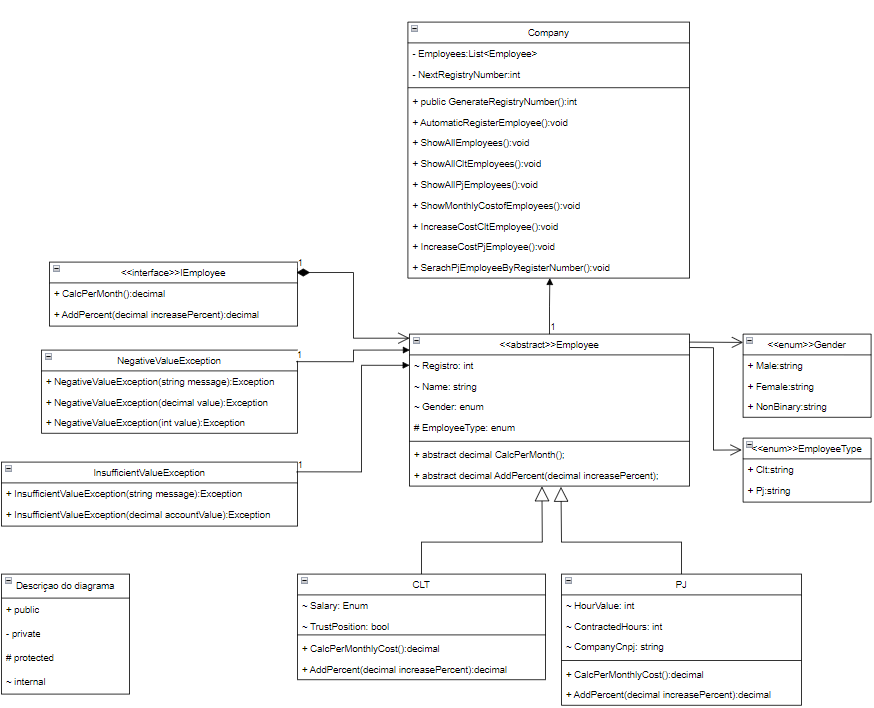 Company
- Employees:List<Employee>
- NextRegistryNumber:int
+ public GenerateRegistryNumber():int
+ AutomaticRegisterEmployee():void
+ ShowAllEmployees():void
+ ShowAllCltEmployees():void
+ ShowAllPjEmployees():void
+ ShowMonthlyCostofEmployees():void
+ IncreaseCostCltEmployee():void
+ IncreaseCostPjEmployee():void
+ SerachPjEmployeeByRegisterNumber():void
1
<<interface>>IEmployee
+ CalcPerMonth():decimal
+ AddPercent(decimal increasePercent):decimal
1
NegativeValueException
+ NegativeValueException(string message):Exception
+ NegativeValueException(decimal value):Exception
+ NegativeValueException(int value):Exception
1
InsufficientValueException
+ InsufficientValueException(string message):Exception
+ InsufficientValueException(decimal accountValue):Exception
1
<<abstract>>Employee
~ Registro: int
~ Name: string
~ Gender: enum
# EmployeeType: enum
+ abstract decimal CalcPerMonth();
+ abstract decimal AddPercent(decimal increasePercent);
1
<<enum>>Gender
+ Male:string
+ Female:string
+ NonBinary:string
<<enum>>EmployeeType
+ Clt:string
+ Pj:string
Descriçao do diagrama
+ public
- private
# protected
~ internal
CLT
~ Salary: Enum
~ TrustPosition: bool
+ CalcPerMonthlyCost():decimal
+ AddPercent(decimal increasePercent):decimal
PJ
~ HourValue: int
~ ContractedHours: int
~ CompanyCnpj: string
+ CalcPerMonthlyCost():decimal
+ AddPercent(decimal increasePercent):decimal